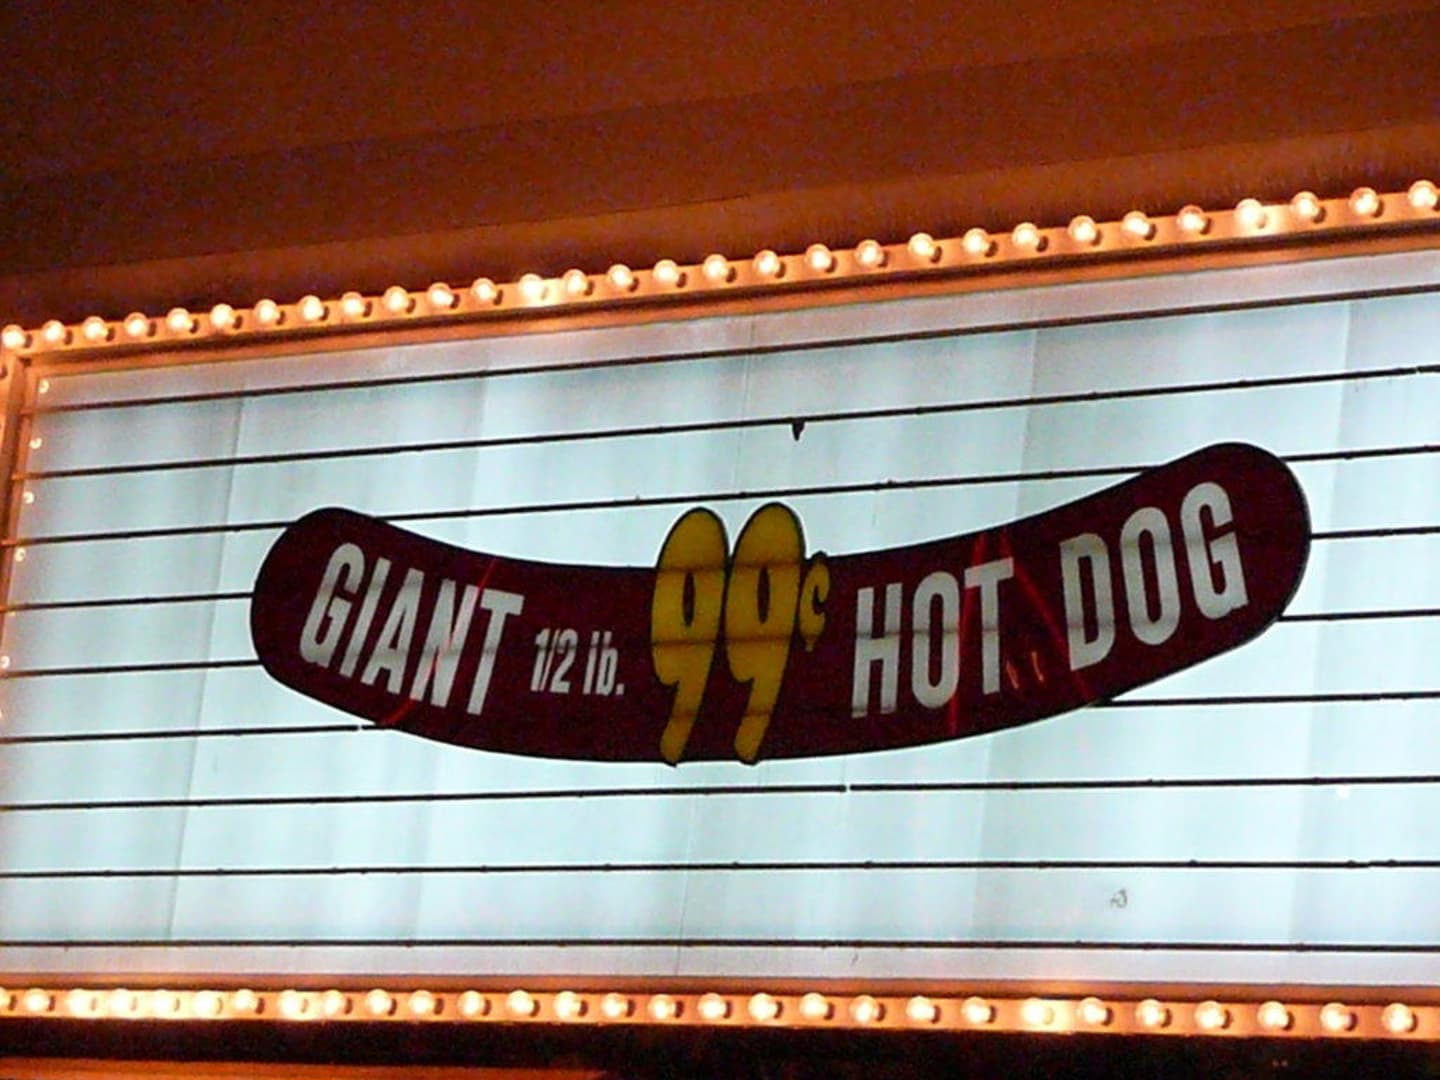 GIANT 1/2 lb. 99¢ HOT DOG